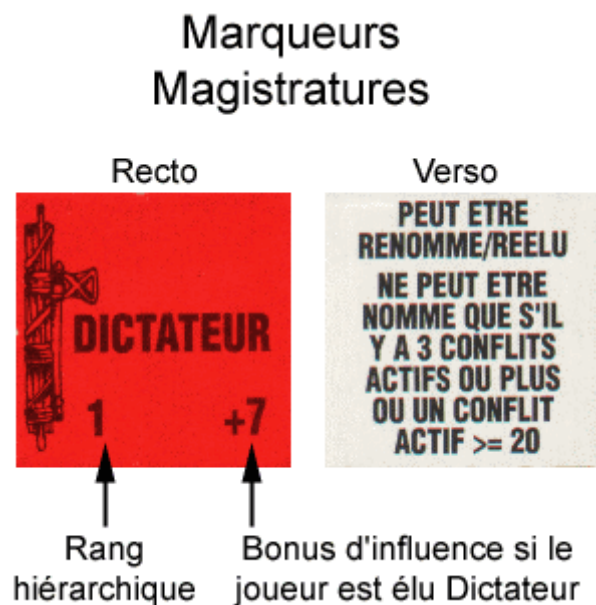 Marqueurs
Magistratures
Recto
Verso
DICTATEUR
1
+7
PEUT ETRE
RENOMME/REELU
NE PEUT ETRE
NOMME QUE S'IL
Y A 3 CONFLITS
ACTIFS OU PLUS
OU UN CONFLIT
ACTIF >= 20
Rang
hiérarchique
Bonus d'influence si le
joueur est élu Dictateur